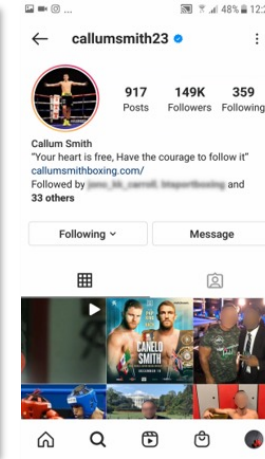 48% 12:2
callumsmith23
917 149K 359
Posts Followers Following
Callum Smith
"Your heart is free, Have the courage to follow it"
callumsmithboxing.com/
Followed by and
33 others
Following Message
CANELO
SMITH